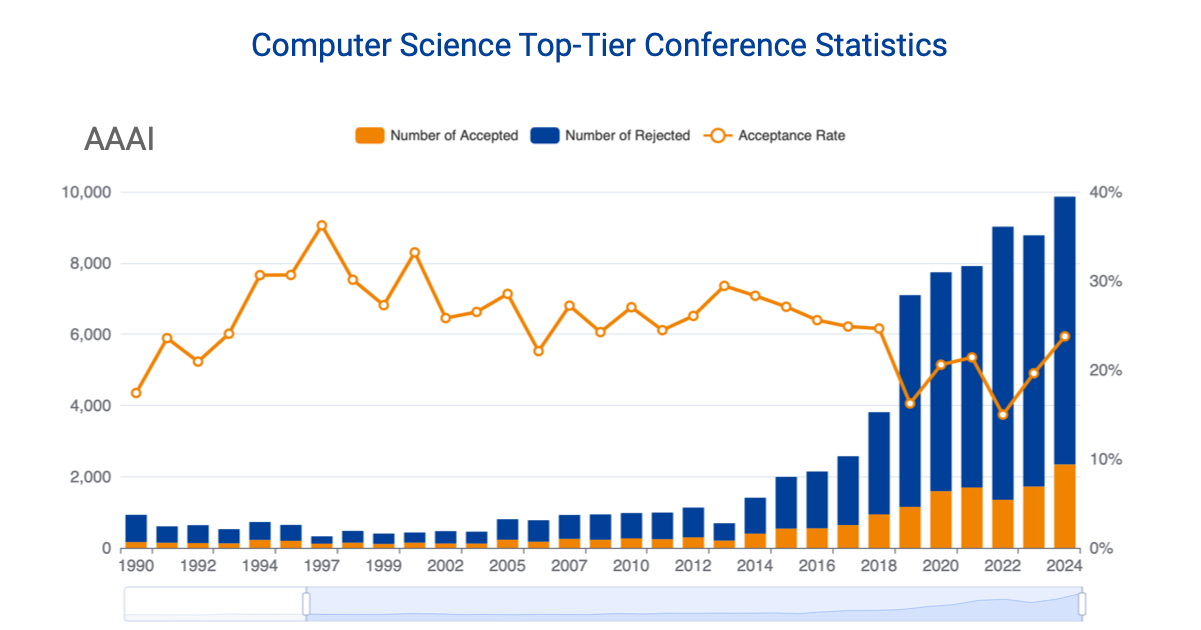 Computer Science Top-Tier Conference Statistics
AAAI
Number of Accepted Number of Rejected Acceptance Rate
10,000 40%
8,000 30%
6,000
20%
4,000
10%
2,000
0 0%
1990 1992 1994 1997 1999 2002 2005 2007 2010 2012 2014 2016 2018 2020 2022 2024